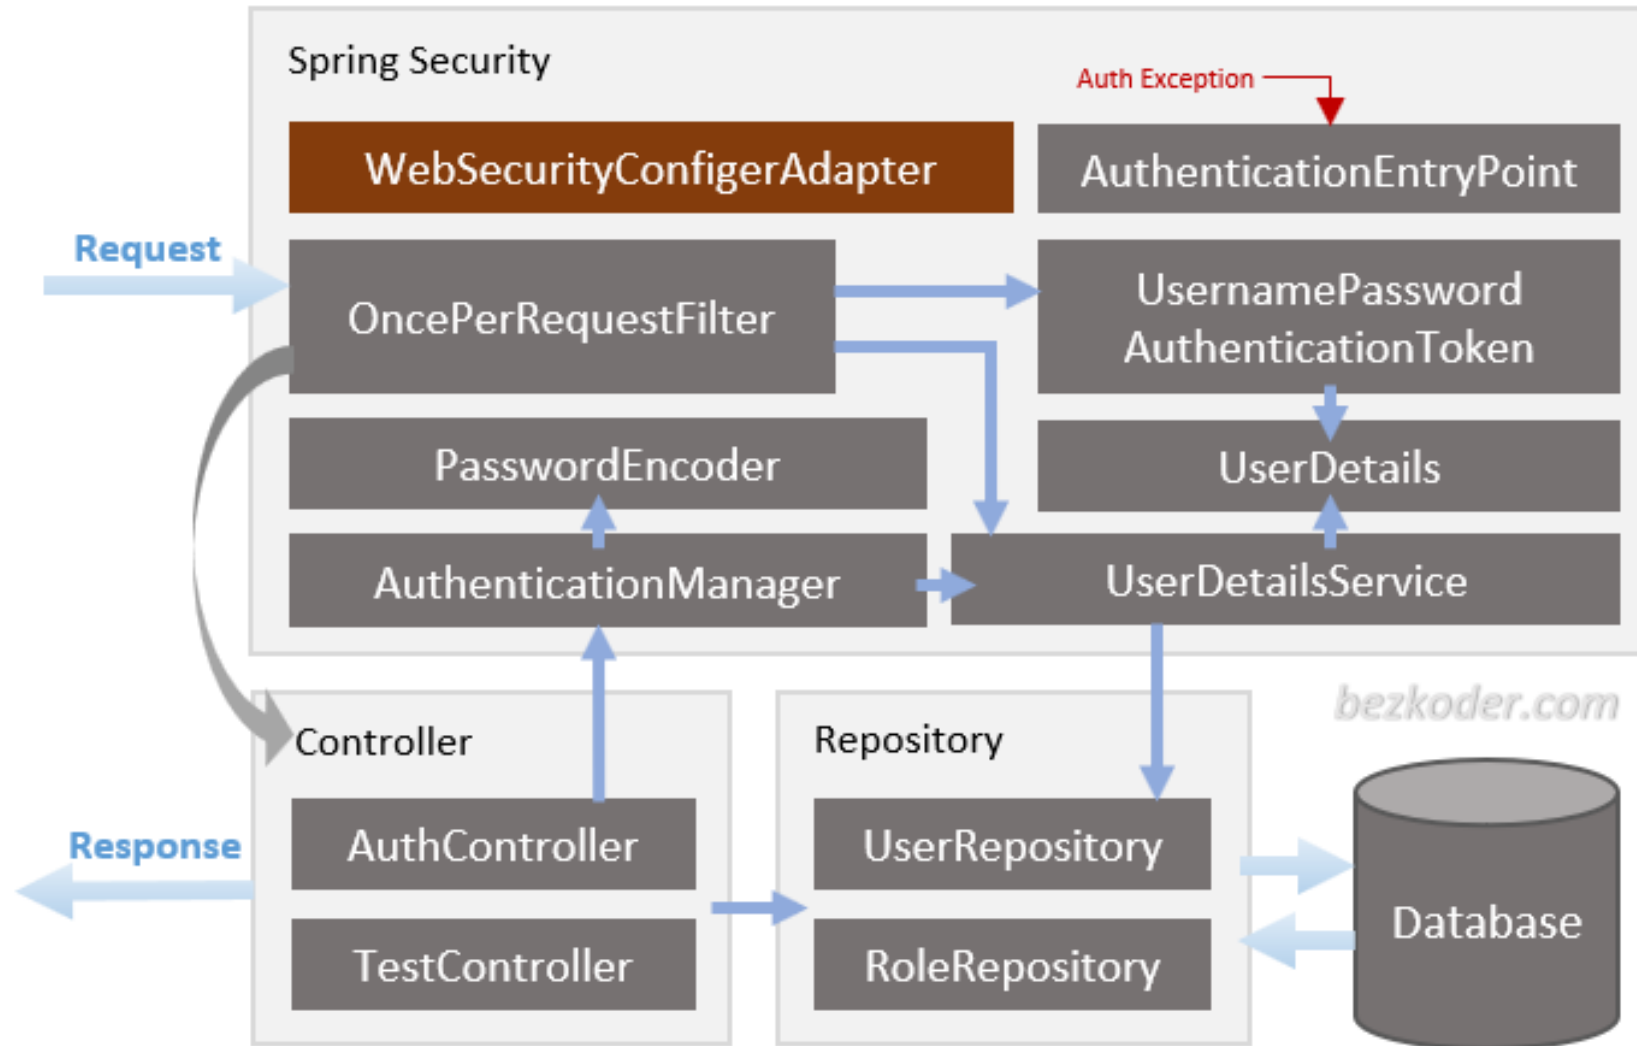 Spring Security
Auth Exception
WebSecurityConfigerAdapter
AuthenticationEntryPoint
Request
OncePerRequestFilter
UsernamePassword
AuthenticationToken
PasswordEncoder
UserDetails
AuthenticationManager
UserDetailsService
bezkoder.com
Controller
Repository
Response
AuthController
UserRepository
Database
TestController
RoleRepository